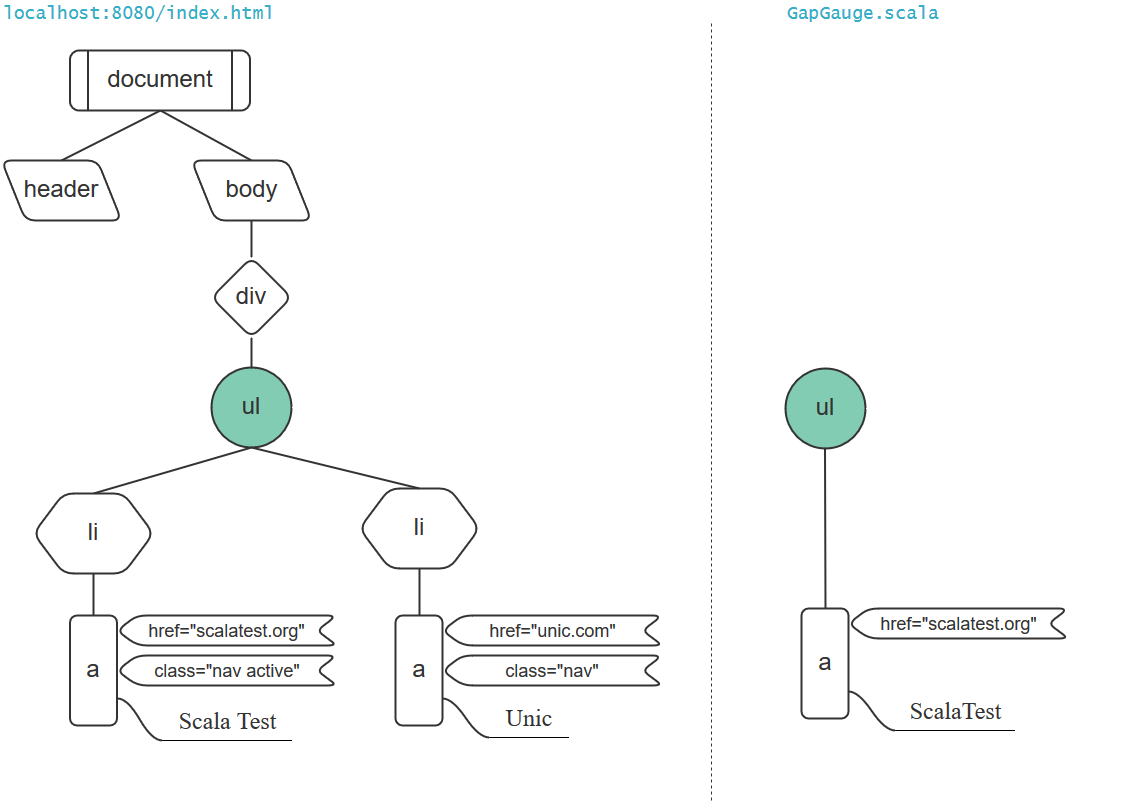 localhost:8080/index.html
GapGauge.scala
document
header
body
div
ul
ul
li
li
a
href="scalatest.org"
class="nav active"
Scala Test
a
href="unic.com"
class="nav"
Unic
a
href="scalatest.org"
ScalaTest